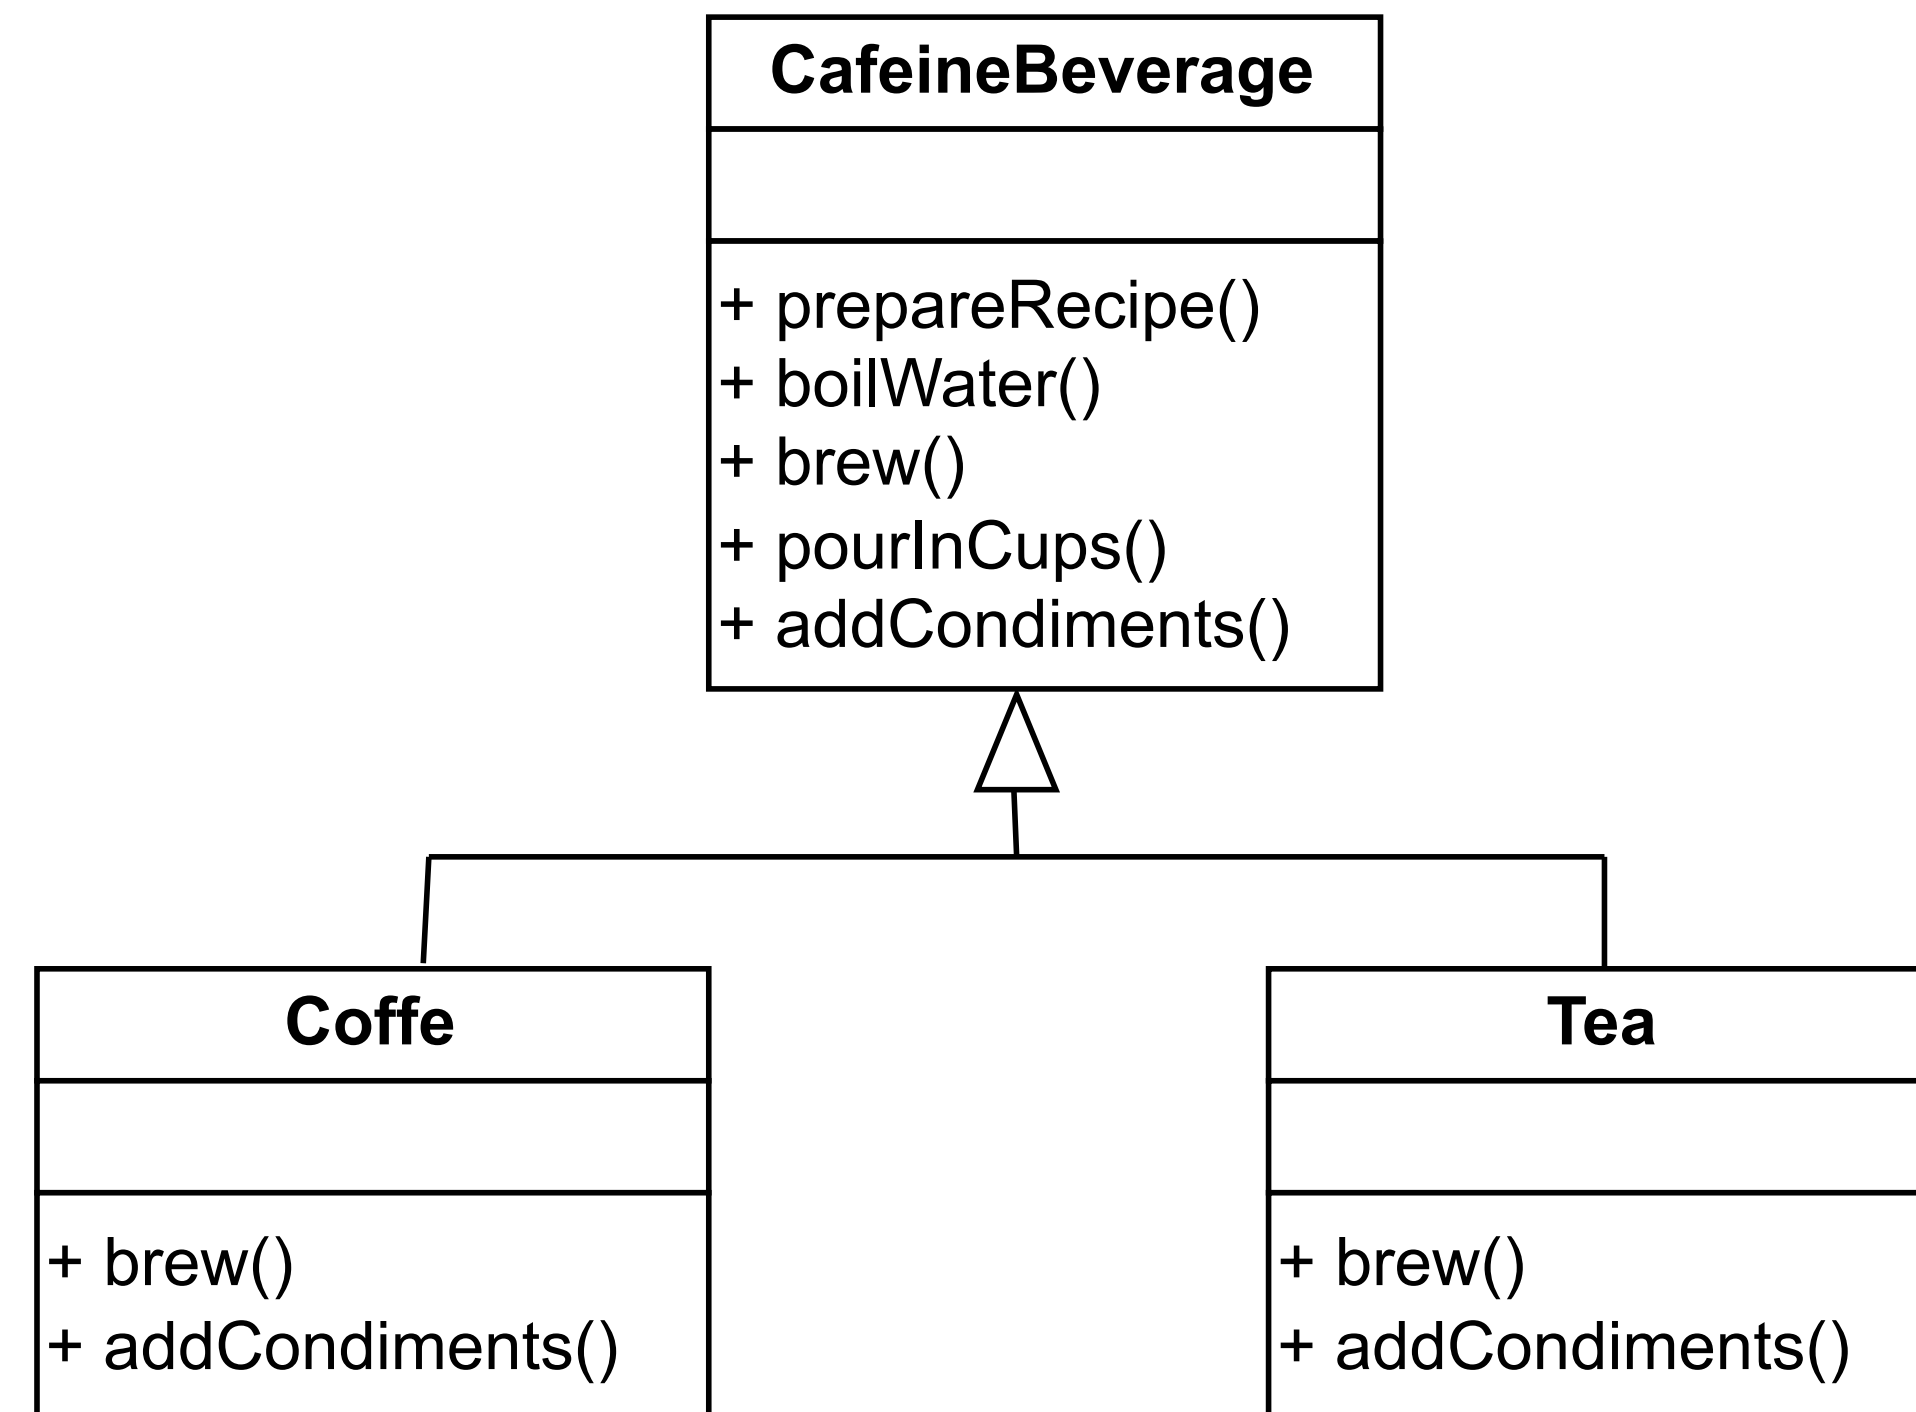 CafeineBeverage
+ prepareRecipe()
+ boilWater()
+ brew()
+ pourInCups()
+ addCondiments()
Coffe
+ brew()
+ addCondiments()
Tea
+ brew()
+ addCondiments()